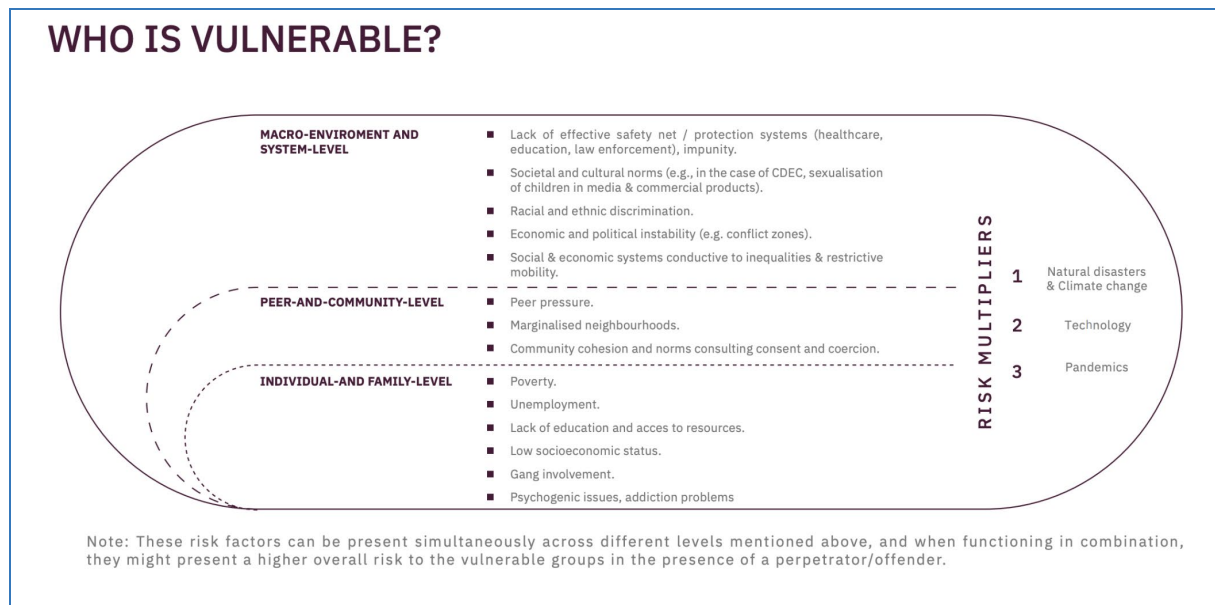 WHO IS VULNERABLE?
MACRO-ENVIROMENT AND
SYSTEM-LEVEL
■ Lack of effective safety net / protection systems (healthcare,
education, law enforcement), impunity.
■ Societal and cultural norms (e.g., in the case of CDEC, sexualisation
of children in media & commercial products).
■ Racial and ethnic discrimination.
■ Economic and political instability (e.g. conflict zones).
■ Social & economic systems conductive to inequalities & restrictive
mobility.
PEER-AND-COMMUNITY-LEVEL
■ Peer pressure.
■ Marginalised neighbourhoods.
■ Community cohesion and norms consulting consent and coercion.
INDIVIDUAL-AND FAMILY-LEVEL
■ Poverty.
■ Unemployment.
■ Lack of education and acces to resources.
■ Low socioeconomic status.
■ Gang involvement.
■ Psychogenic issues, addiction problems
RISK MULTIPLIERS
1 Natural disasters
& Climate change
2 Technology
3 Pandemics
Note: These risk factors can be present simultaneously across different levels mentioned above, and when functioning in combination,
they might present a higher overall risk to the vulnerable groups in the presence of a perpetrator/offender.